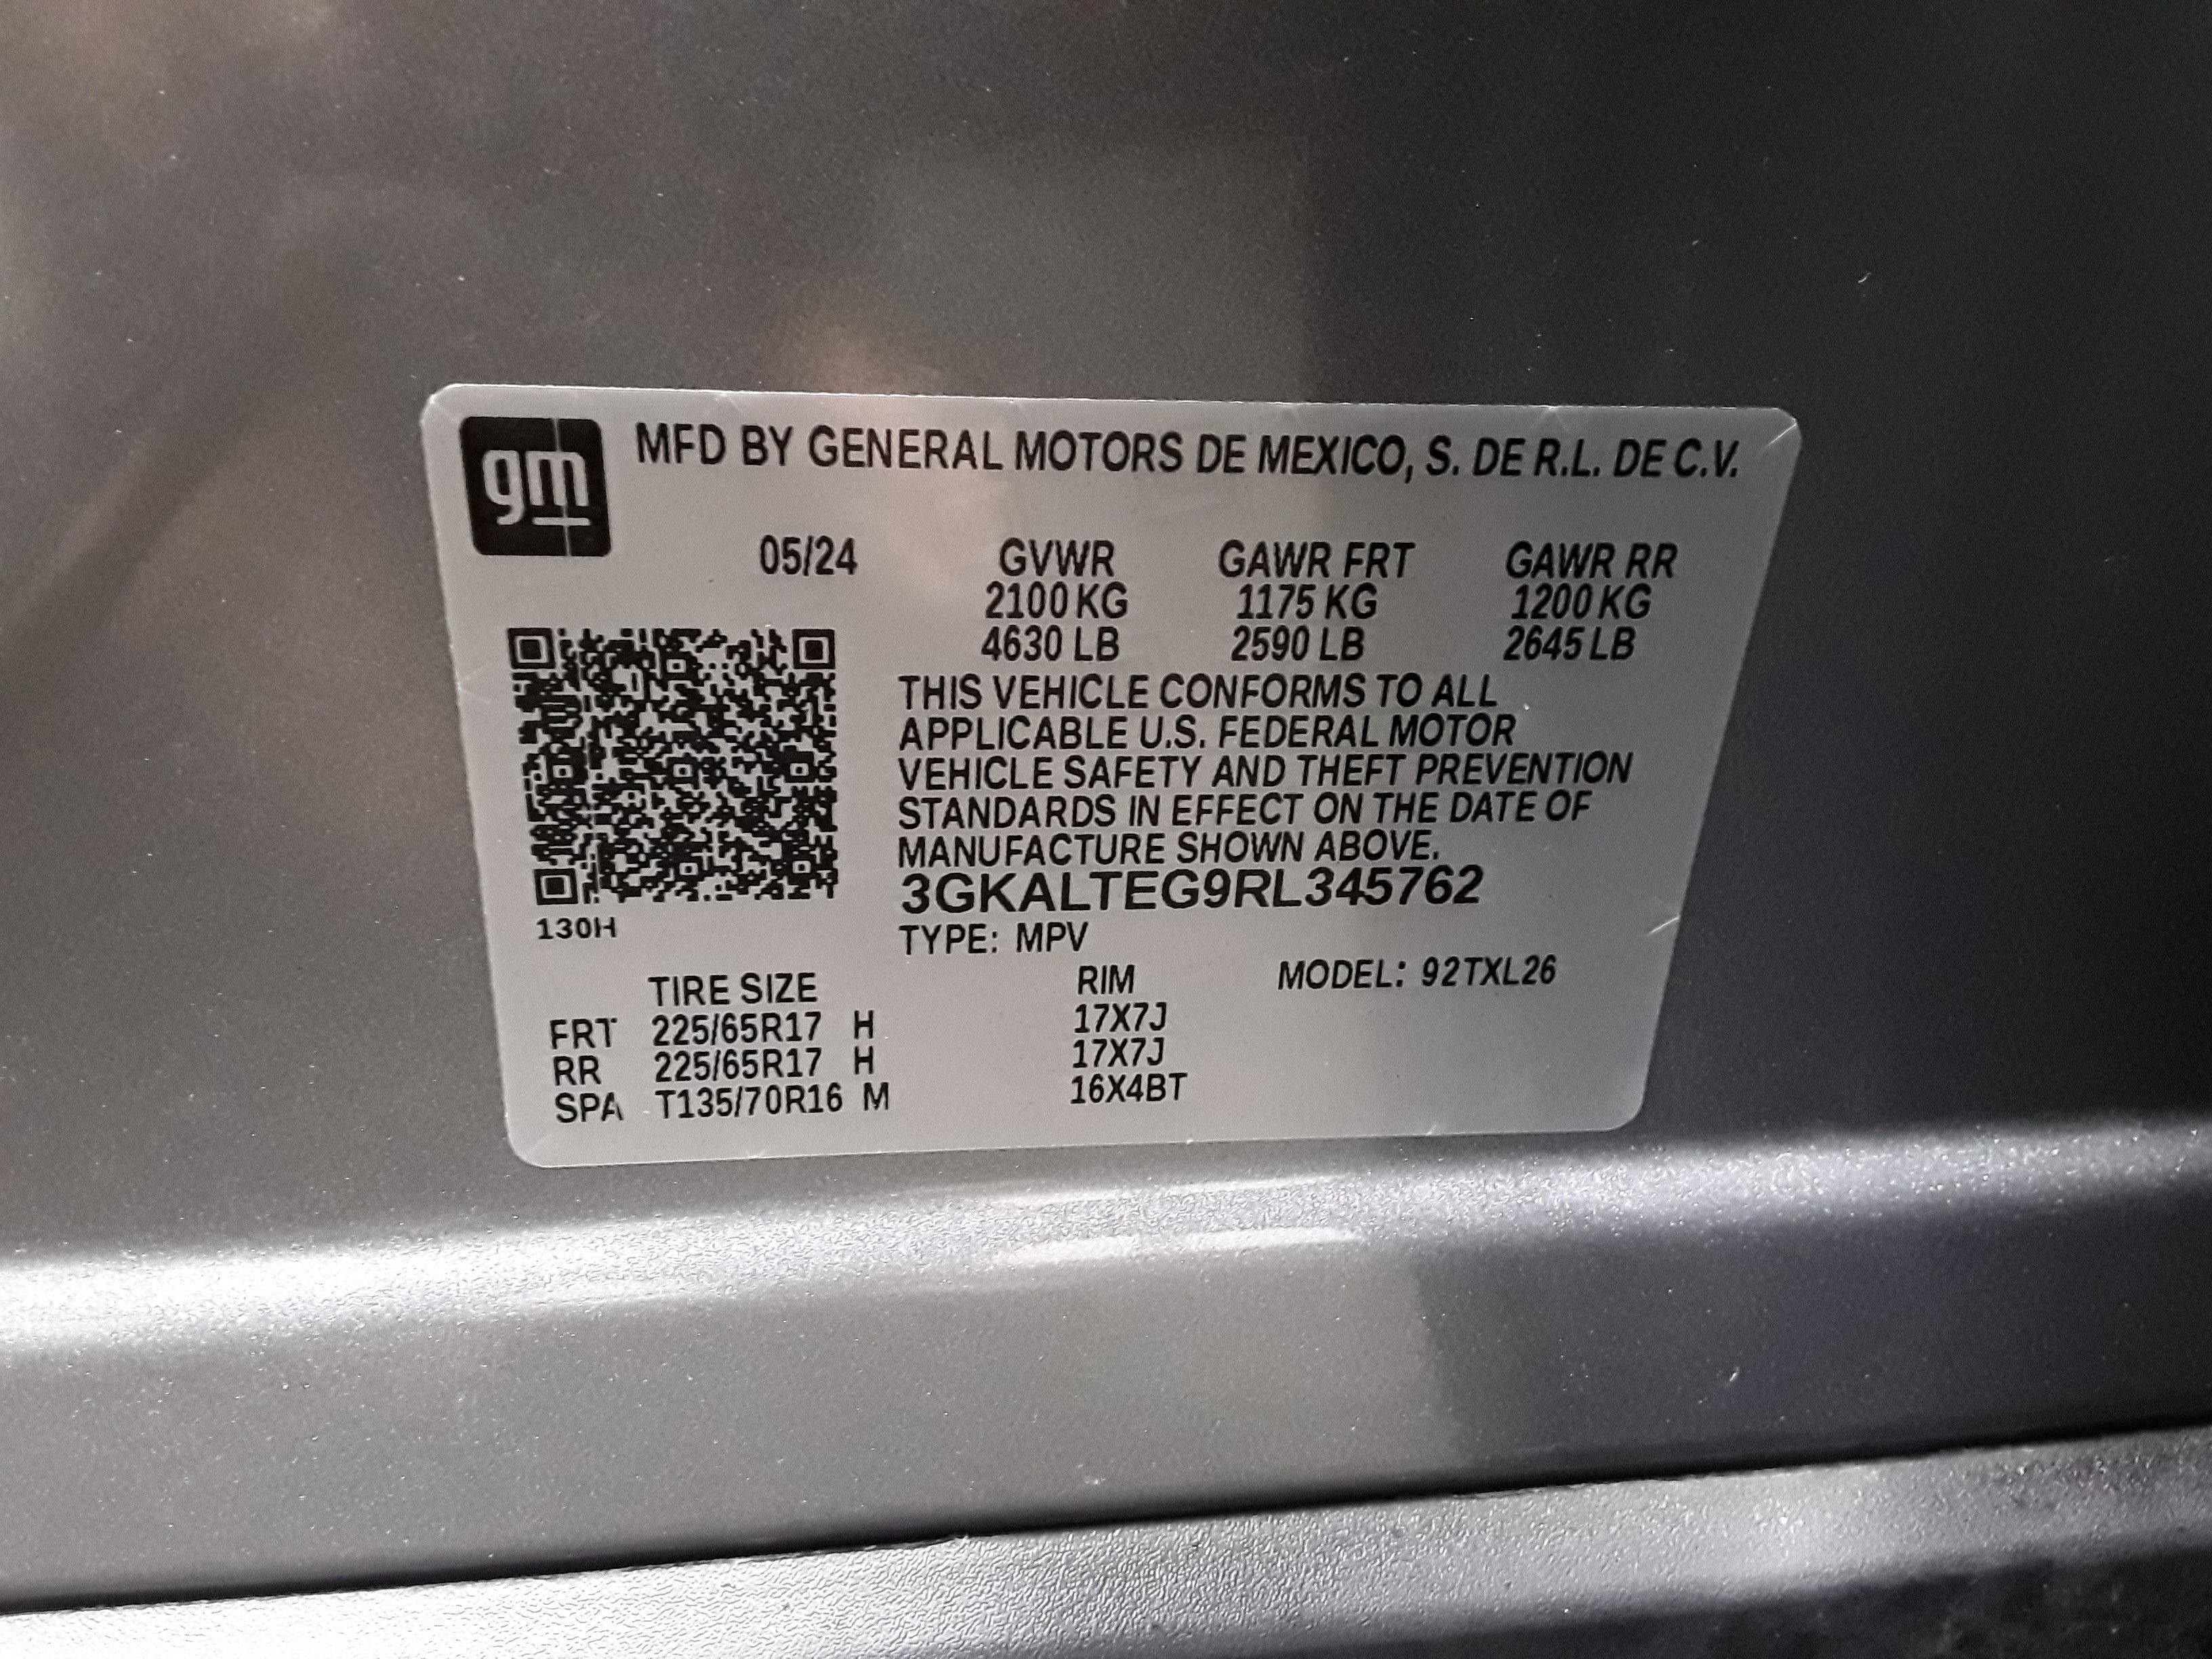 gm
MFD BY GENERAL MOTORS DE MEXICO, S. DE R.L. DE C.V.
05/24 GVWR GAWR FRT GAWR RR
2100 KG 1175 KG 1200 KG
4630 LB 2590 LB 2645 LB
THIS VEHICLE CONFORMS TO ALL
APPLICABLE U.S. FEDERAL MOTOR
VEHICLE SAFETY AND THEFT PREVENTION
STANDARDS IN EFFECT ON THE DATE OF
MANUFACTURE SHOWN ABOVE.
3GKALTEG9RL345762
130H
TYPE: MPV
TIRE SIZE RIM MODEL: 92TXL26
FRT 225/65R17 H 17X7J
RR 225/65R17 H 17X7J
SPA T135/70R16 M 16X4BT